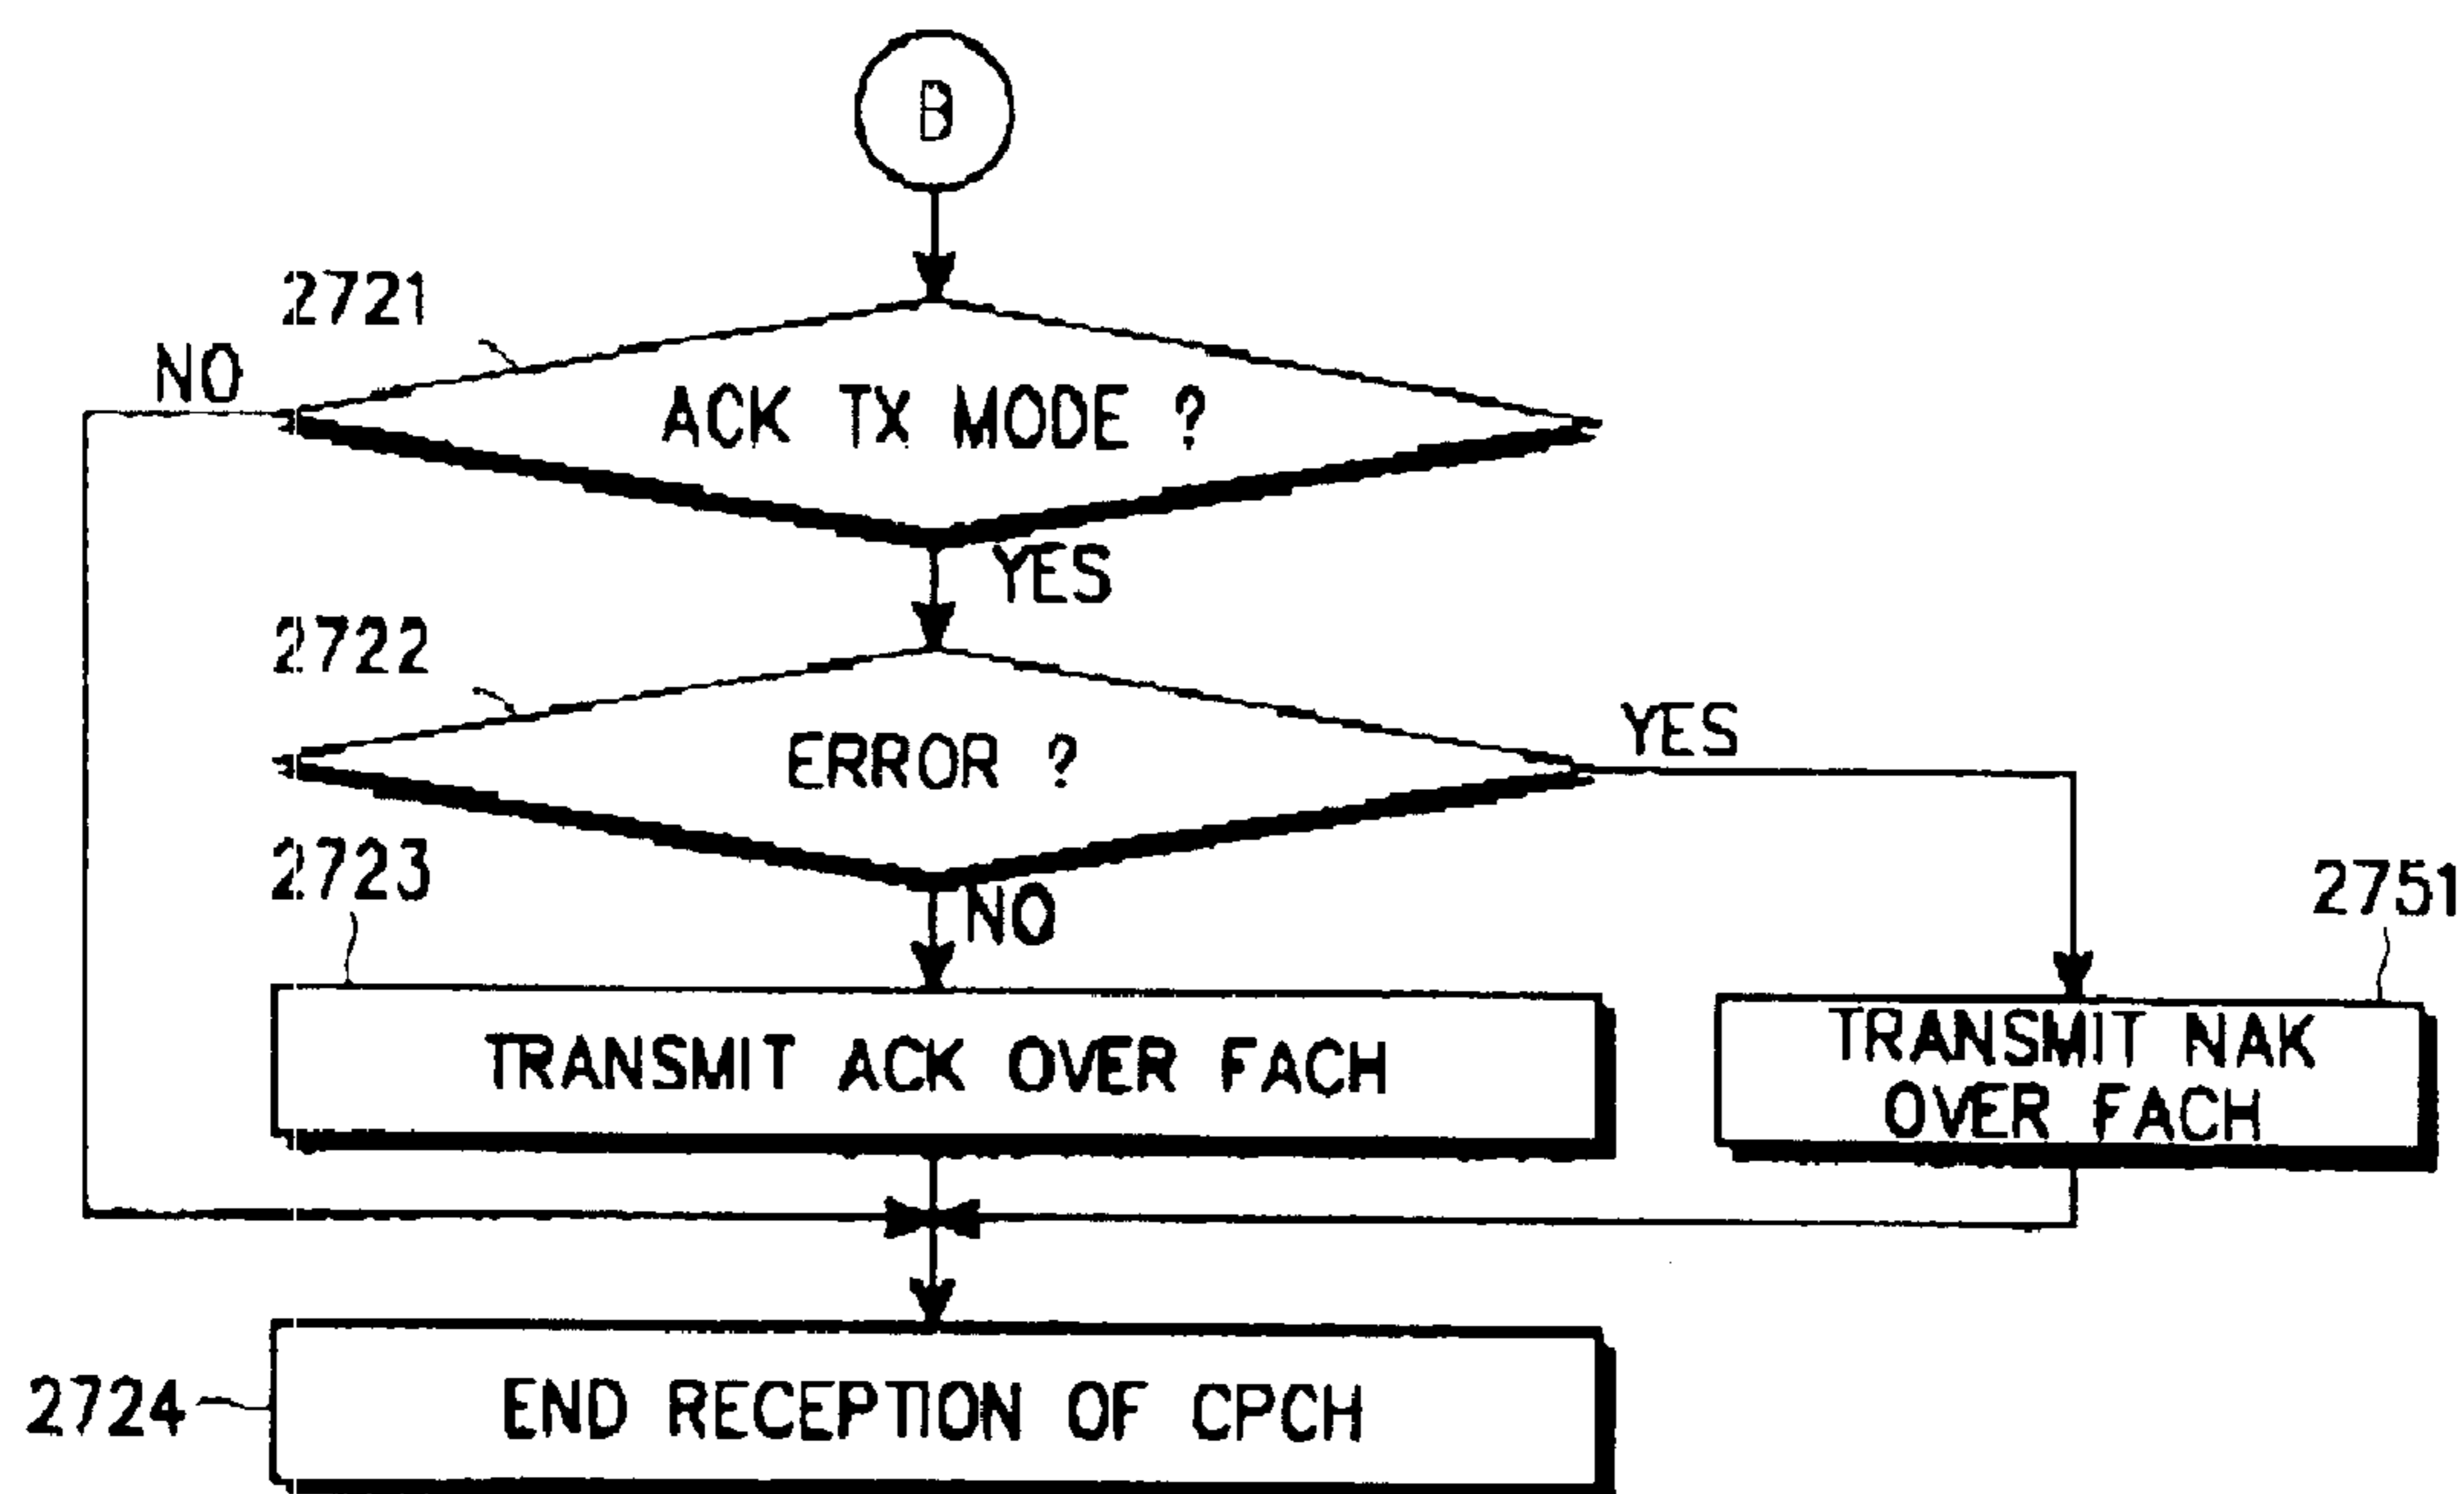 B
2721
NO
ACK TX MODE ?
YES
2722
ERROR ?
YES
2723
NO
2751
TRANSMIT ACK OVER FACH
TRANSMIT NAK
OVER FACH
2724
END RECEPTION OF CPCH